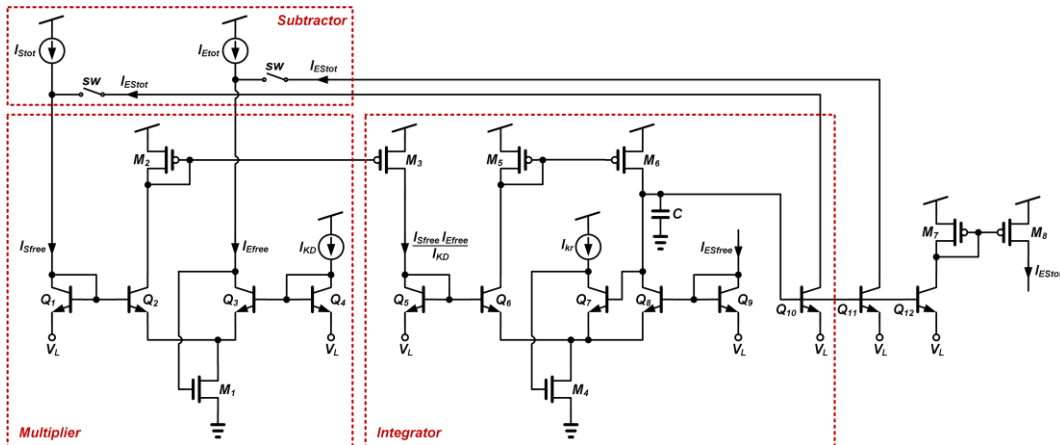 Subtractor
I_Stot
I_Etot
sw
I_EStot
sw
I_EStot
M_2
M_3
M_5
M_6
C
M_7
M_8
I_Sfree
I_Efree
I_KD
I_Sfree I_Efree
I_KD
I_kr
I_ESfree
I_EStot
Q_1
Q_2
Q_3
Q_4
Q_5
Q_6
Q_7
Q_8
Q_9
Q_10
Q_11
Q_12
V_L
V_L
V_L
V_L
V_L
V_L
V_L
M_1
M_4
Multiplier
Integrator